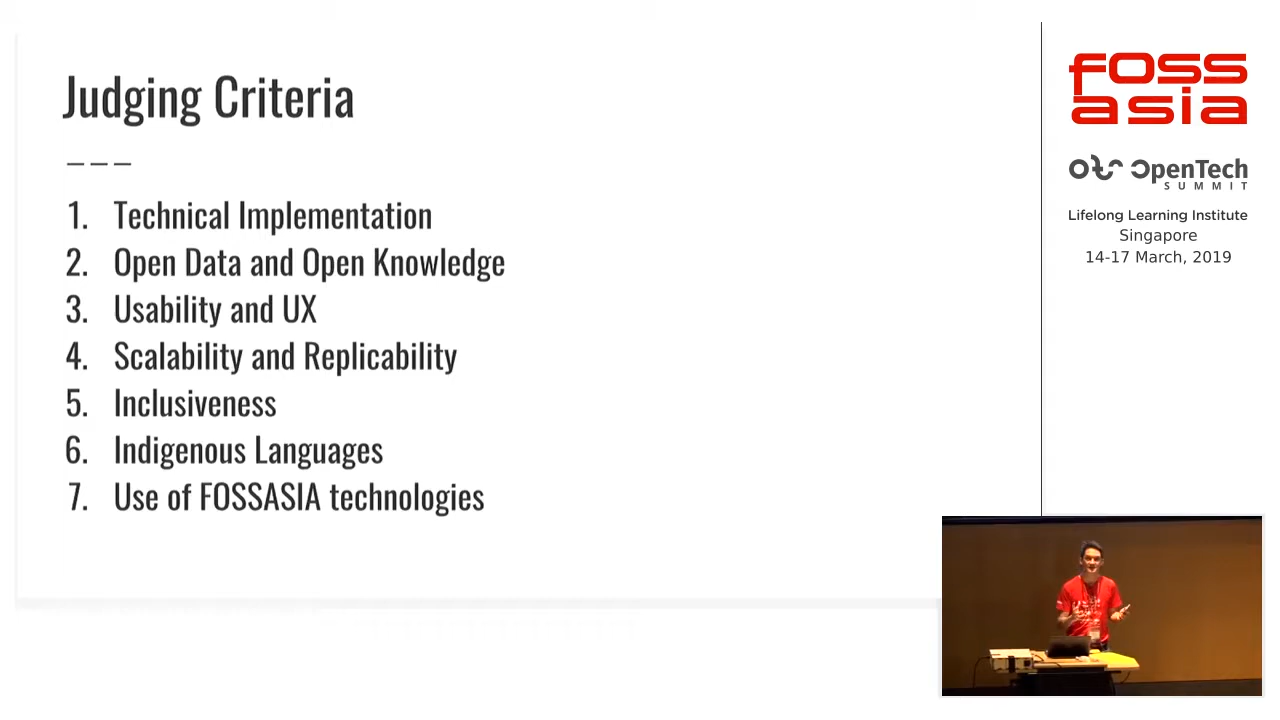 Judging Criteria
1. Technical Implementation
2. Open Data and Open Knowledge
3. Usability and UX
4. Scalability and Replicability
5. Inclusiveness
6. Indigenous Languages
7. Use of FOSSASIA technologies
foss
asia
OpenTech
SUMMIT
Lifelong Learning Institute
Singapore
14-17 March, 2019